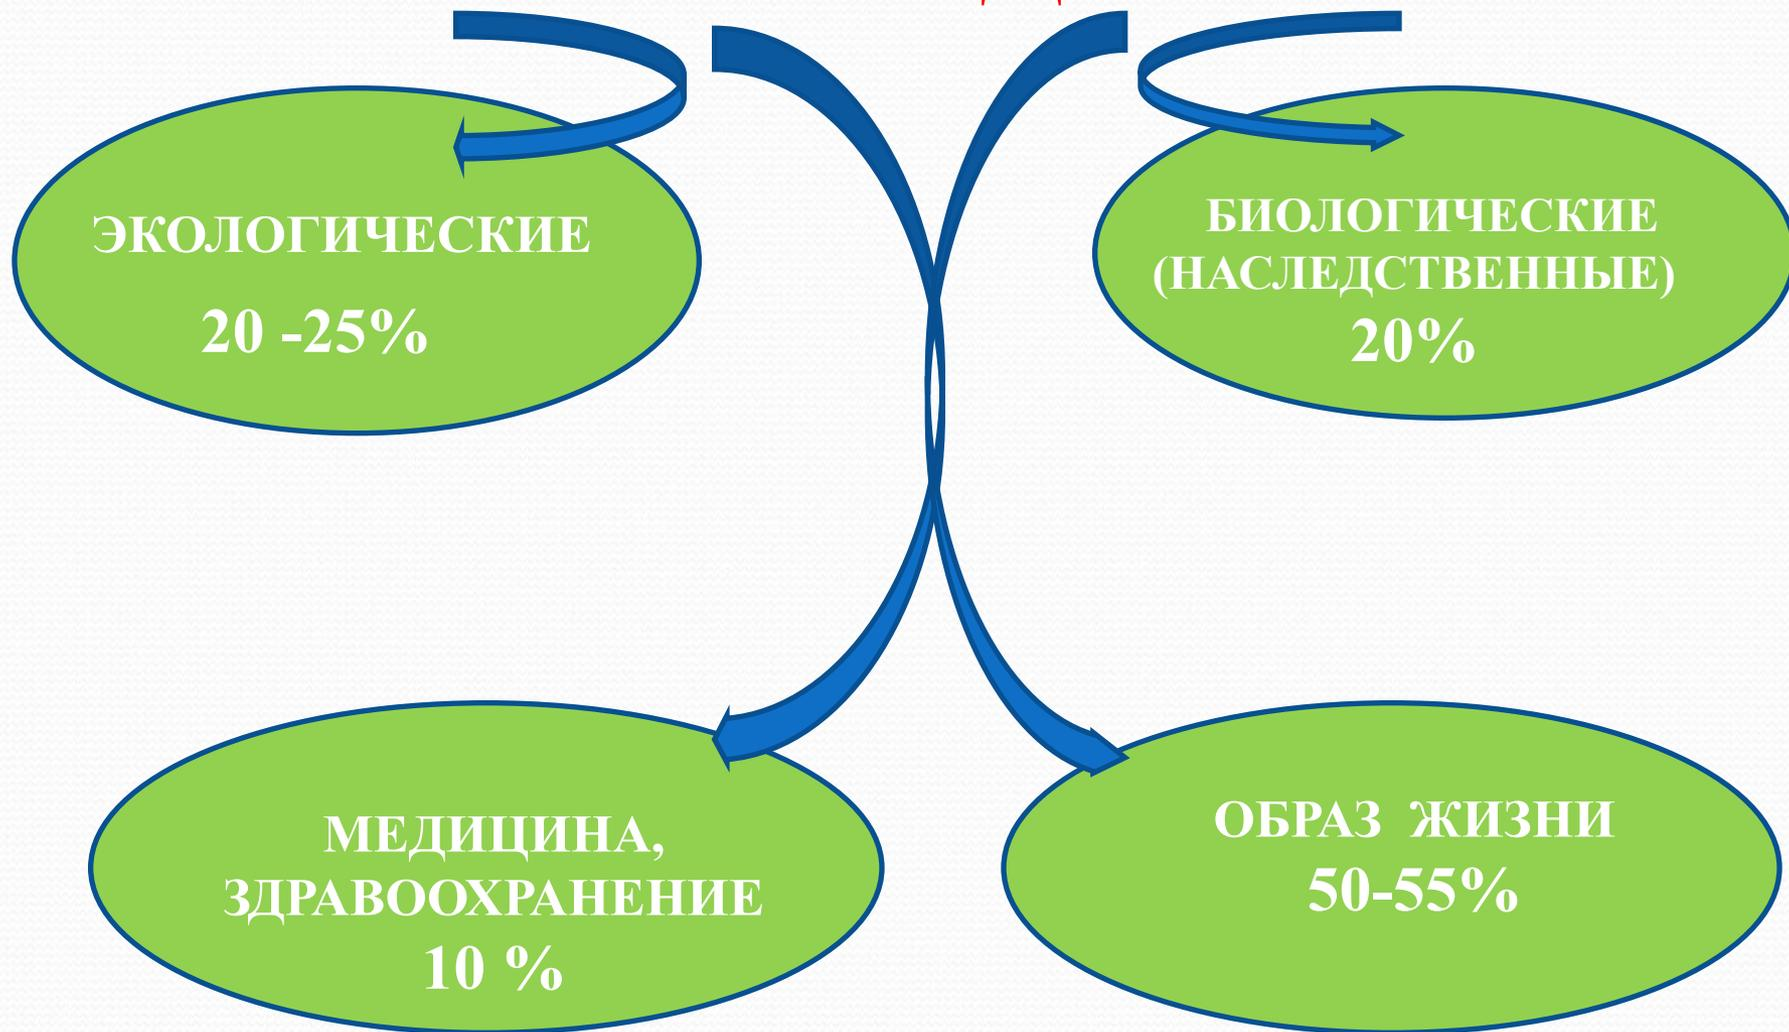 ЭКОЛОГИЧЕСКИЕ
20 -25%
БИОЛОГИЧЕСКИЕ
(НАСЛЕДСТВЕННЫЕ)
20%
МЕДИЦИНА,
ЗДРАВООХРАНЕНИЕ
10 %
ОБРАЗ ЖИЗНИ
50-55%